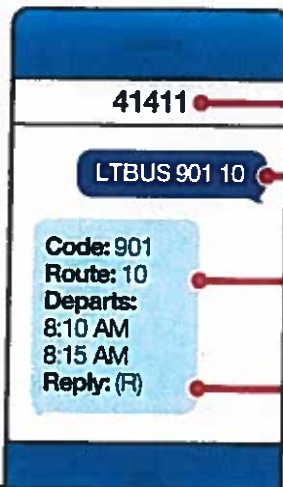 41411
LTBUS 901 10
Code: 901
Route: 10
Departs:
8:10 AM
8:15 AM
Reply: (R)